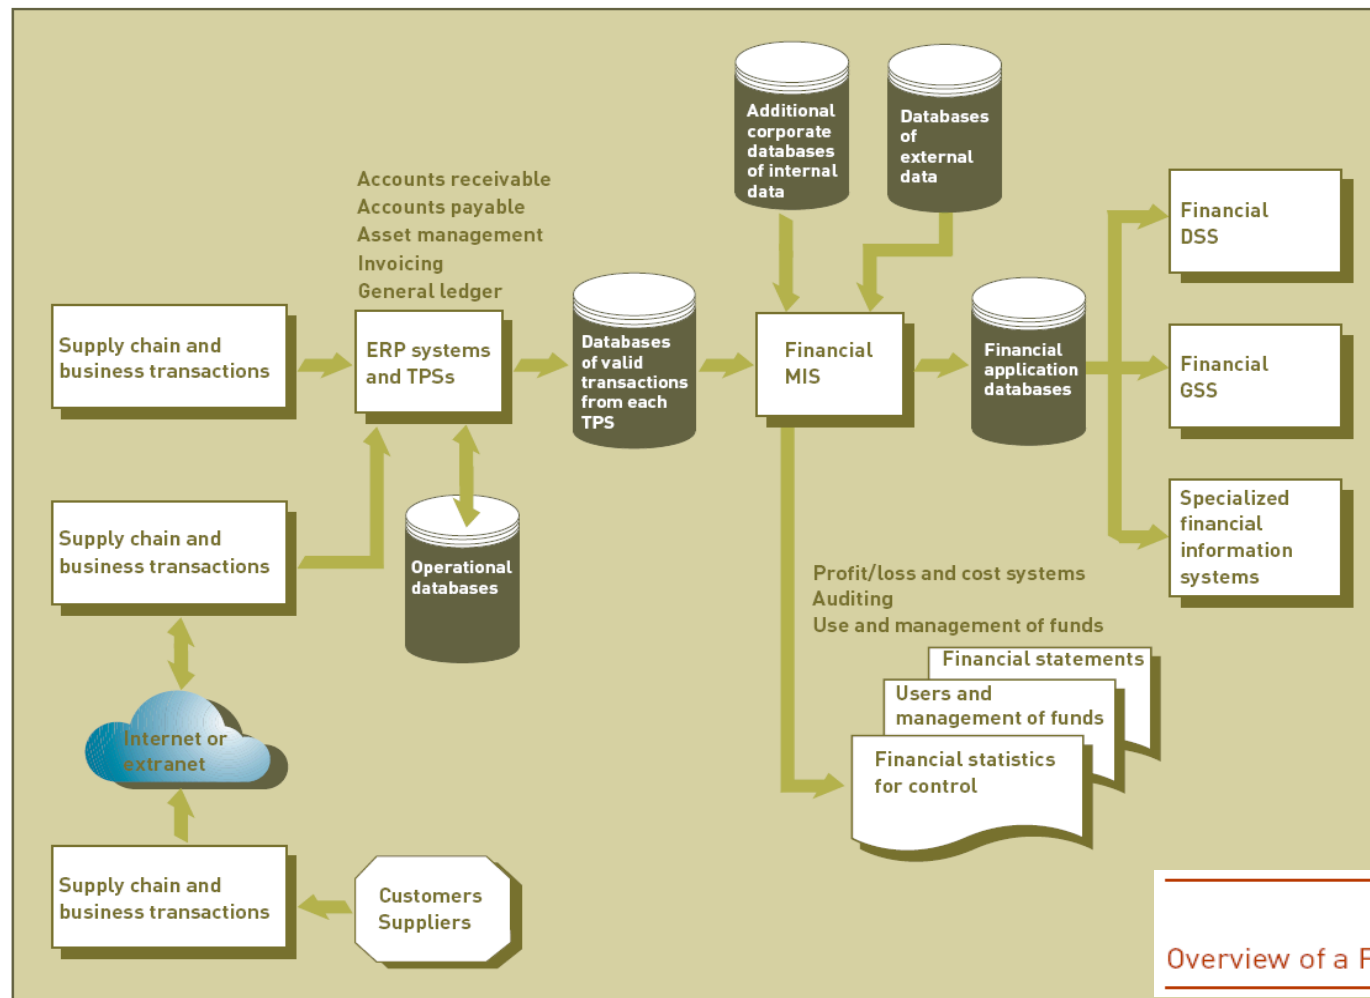 Additional
corporate
databases
of internal
data
Databases
of
external
data
Accounts receivable
Accounts payable
Asset management
Invoicing
General ledger
Financial
DSS
Supply chain and
business transactions
ERP systems
and TPSs
Databases
of valid
transactions
from each
TPS
Financial
MIS
Financial
application
databases
Financial
GSS
Supply chain and
business transactions
Operational
databases
Specialized
financial
information
systems
Profit/loss and cost systems
Auditing
Use and management of funds
Financial statements
Users and
management of funds
Financial statistics
for control
Internet or
extranet
Supply chain and
business transactions
Customers
Suppliers
Overview of a F